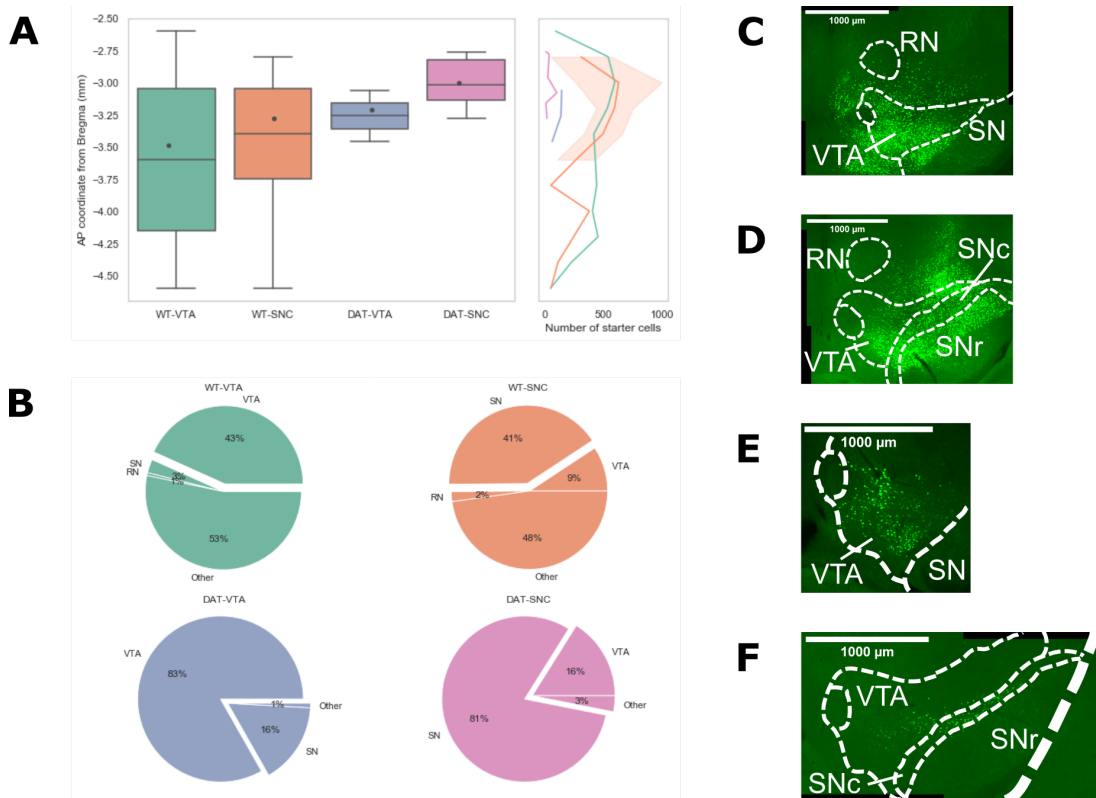 A
AP coordinate from Bregma (mm)
−2.50
−2.75
−3.00
−3.25
−3.50
−3.75
−4.00
−4.25
−4.50
WT-VTA
WT-SNC
DAT-VTA
DAT-SNC
0
500
1000
Number of starter cells
B
WT-VTA
VTA
43%
SN
RN
3%
1%
53%
Other
WT-SNC
SN
41%
VTA
9%
RN
2%
48%
Other
DAT-VTA
VTA
83%
1%
Other
16%
SN
DAT-SNC
VTA
16%
3%
Other
81%
SN
C
1000 µm
RN
SN
VTA
D
1000 µm
RN
SNc
VTA
SNr
E
1000 µm
VTA
SN
F
1000 µm
VTA
SNr
SNc